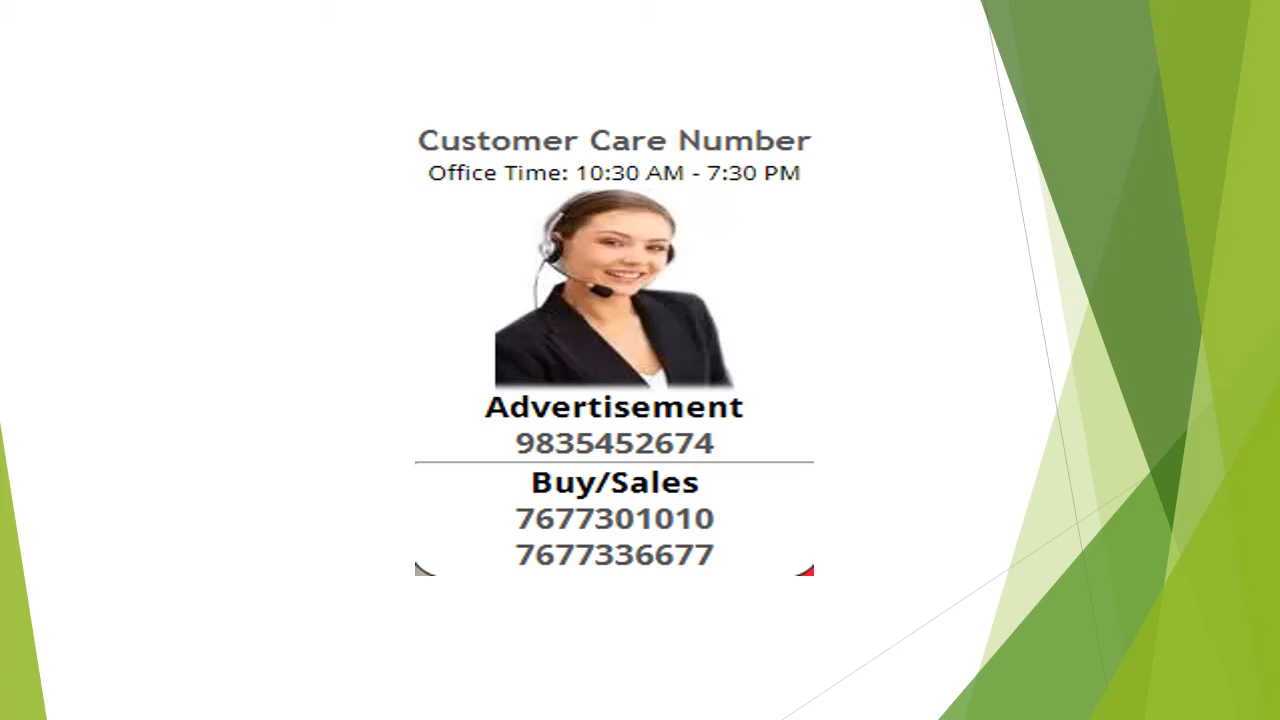 Customer Care Number
Office Time: 10:30 AM - 7:30 PM
Advertisement
9835452674
Buy/Sales
7677301010
7677336677